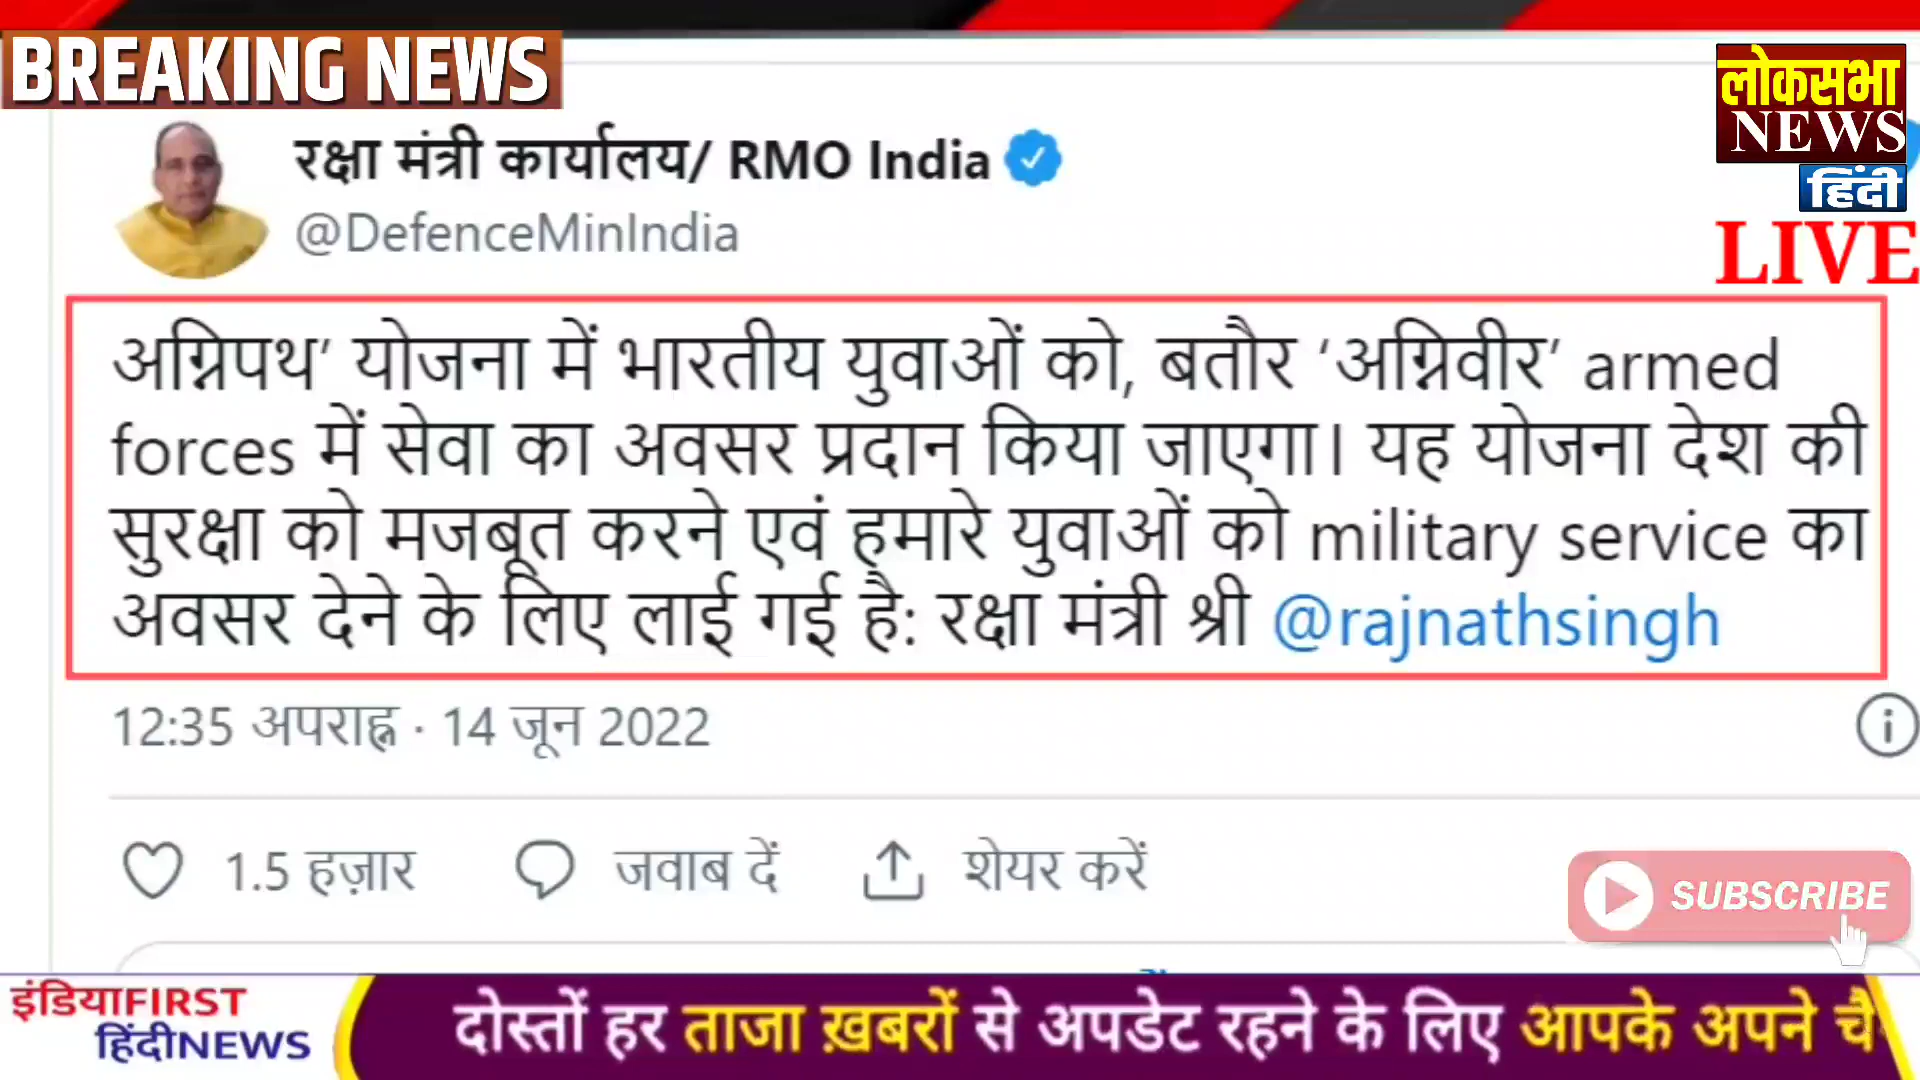 BREAKING NEWS
लोकसभा
NEWS
हिंदी
LIVE
रक्षा मंत्री कार्यालय/ RMO India
@DefenceMinIndia
अग्निपथ’ योजना में भारतीय युवाओं को, बतौर ‘अग्निवीर’ armed
forces में सेवा का अवसर प्रदान किया जाएगा। यह योजना देश की
सुरक्षा को मजबूत करने एवं हमारे युवाओं को military service का
अवसर देने के लिए लाई गई है: रक्षा मंत्री श्री @rajnathsingh
12:35 अपराह्न · 14 जून 2022
1.5 हज़ार जवाब दें शेयर करें
SUBSCRIBE
इंडियाFIRST
हिंदीNEWS
दोस्तों हर ताजा ख़बरों से अपडेट रहने के लिए आपके अपने